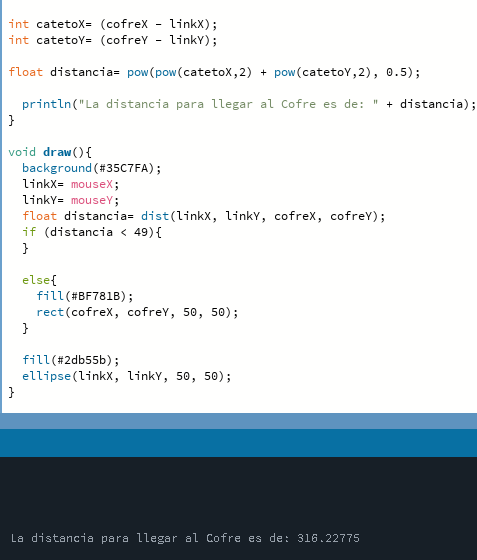 int catetoX= (cofreX - linkX);
int catetoY= (cofreY - linkY);
float distancia= pow(pow(catetoX,2) + pow(catetoY,2), 0.5);
println("La distancia para llegar al Cofre es de: " + distancia);
}
void draw(){
background(#35C7FA);
linkX= mouseX;
linkY= mouseY;
float distancia= dist(linkX, linkY, cofreX, cofreY);
if (distancia < 49){
}
else{
fill(#BF781B);
rect(cofreX, cofreY, 50, 50);
}
fill(#2db55b);
ellipse(linkX, linkY, 50, 50);
}
La distancia para llegar al Cofre es de: 316.22775